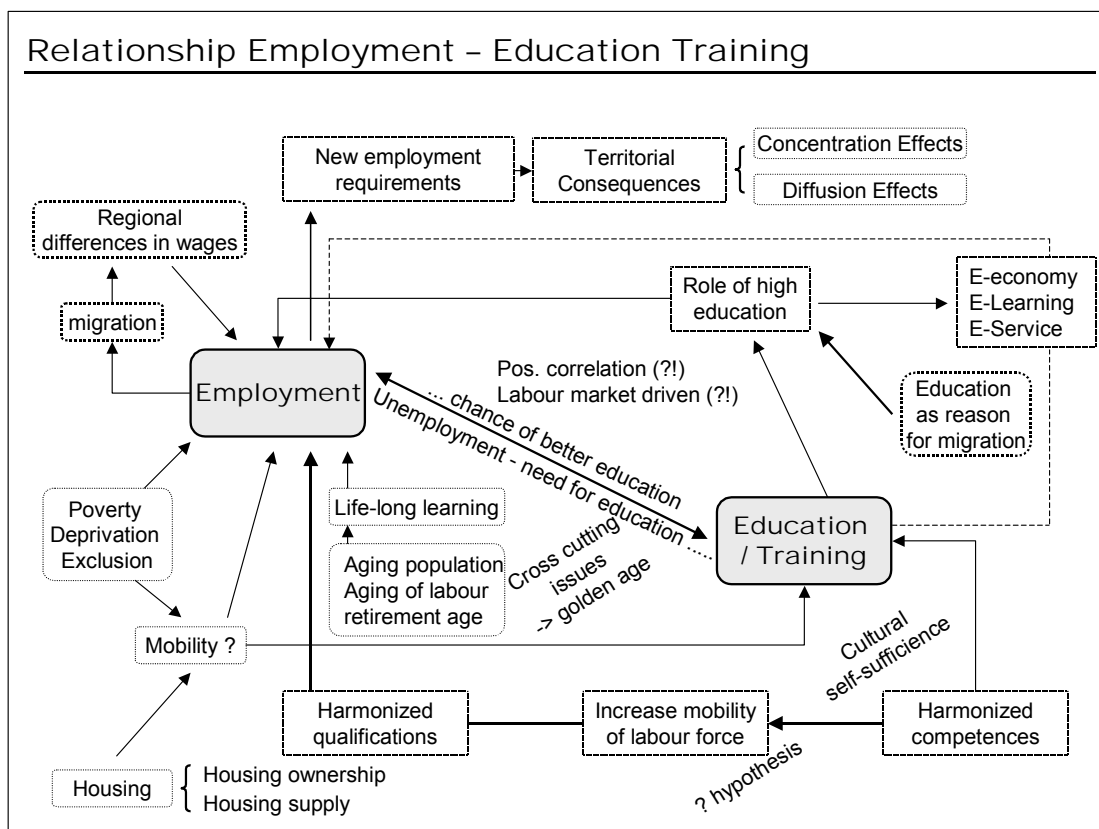 Relationship Employment – Education Training
New employment
requirements
Territorial
Consequences
Concentration Effects
Diffusion Effects
Regional
differences in wages
migration
Role of high
education
E-economy
E-Learning
E-Service
Employment
Pos. correlation (?!)
Labour market driven (?!)
... chance of better education
Unemployment - need for education ....
Education
as reason
for migration
Poverty
Deprivation
Exclusion
Life-long learning
Aging population
Aging of labour
retirement age
Cross cutting
issues
-> golden age
Education
/ Training
Mobility ?
Cultural
self-sufficience
Harmonized
qualifications
Increase mobility
of labour force
Harmonized
competences
? hypothesis
Housing
Housing ownership
Housing supply